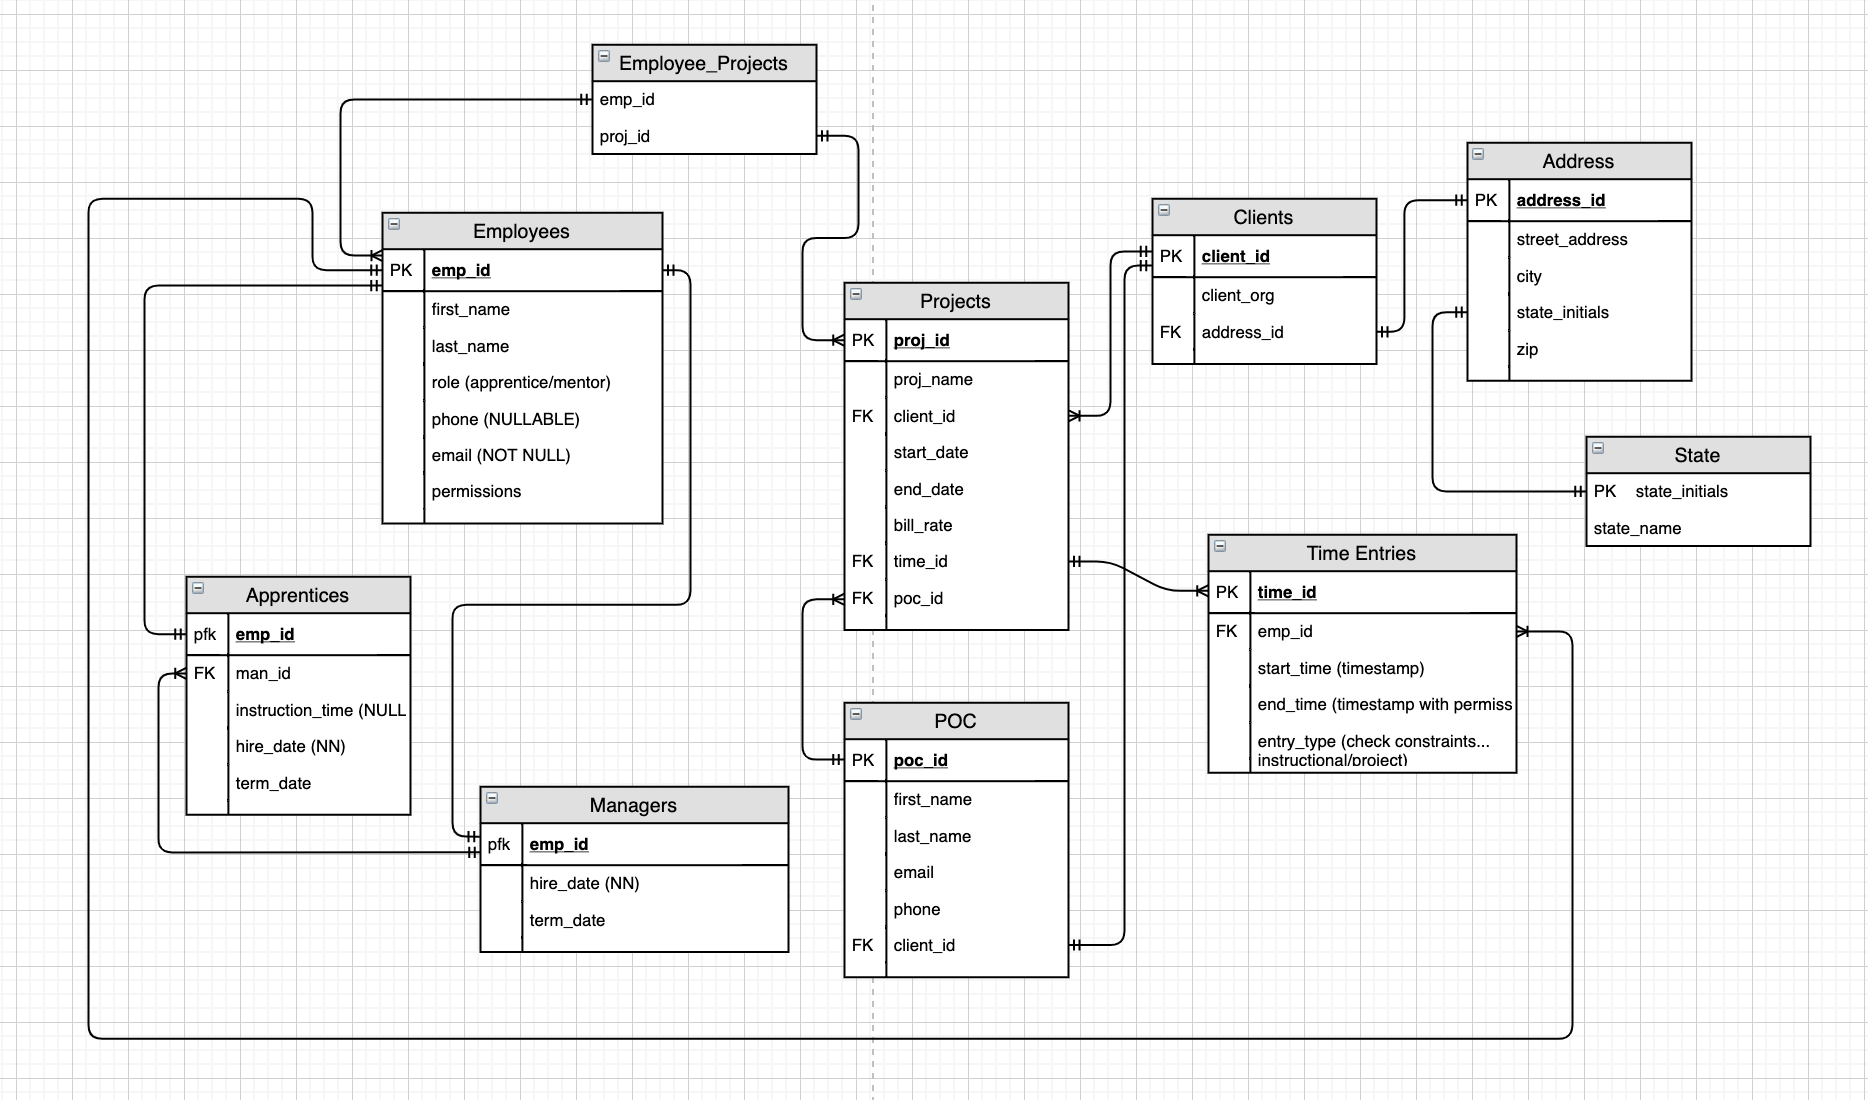 Employee_Projects
emp_id
proj_id
Employees
PK emp_id
first_name
last_name
role (apprentice/mentor)
phone (NULLABLE)
email (NOT NULL)
permissions
Projects
PK proj_id
proj_name
FK client_id
start_date
end_date
bill_rate
FK time_id
FK poc_id
Clients
PK client_id
client_org
FK address_id
Address
PK address_id
street_address
city
state_initials
zip
State
PK state_initials
state_name
Time Entries
PK time_id
FK emp_id
start_time (timestamp)
end_time (timestamp with permiss
entry_type (check constraints...
instructional/project)
Apprentices
pfk emp_id
FK man_id
instruction_time (NULL
hire_date (NN)
term_date
Managers
pfk emp_id
hire_date (NN)
term_date
POC
PK poc_id
first_name
last_name
email
phone
FK client_id